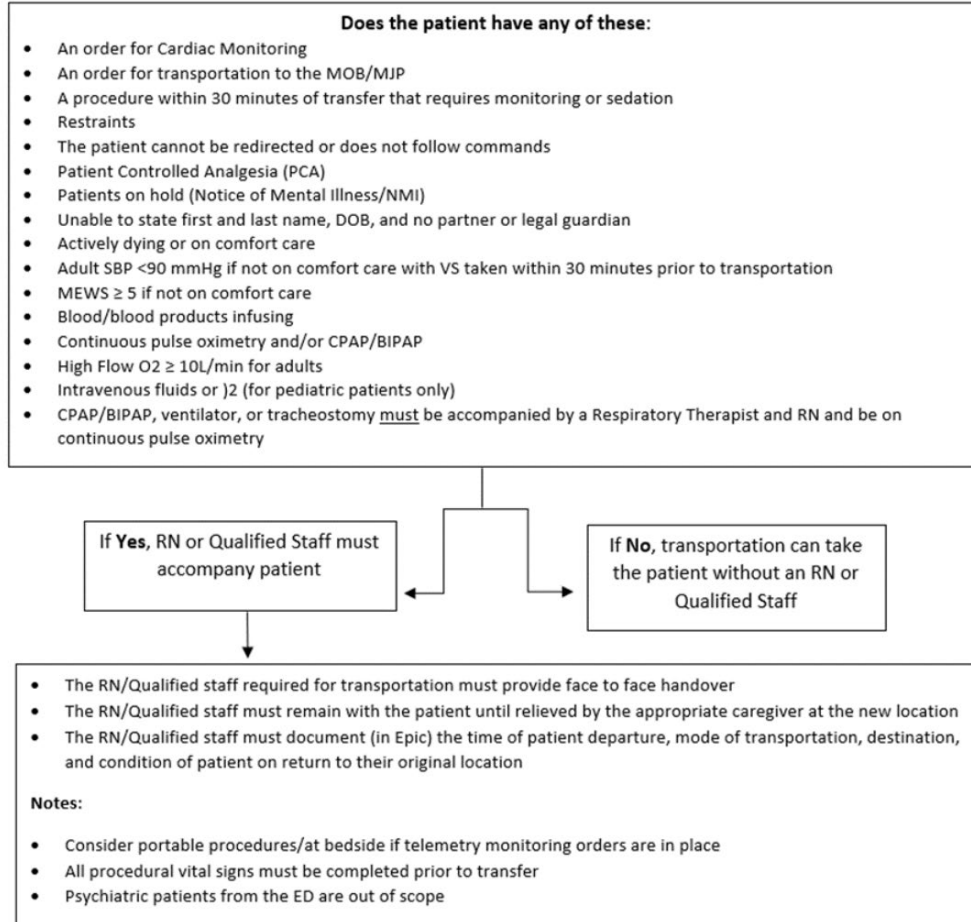 Does the patient have any of these:
• An order for Cardiac Monitoring
• An order for transportation to the MOB/MJP
• A procedure within 30 minutes of transfer that requires monitoring or sedation
• Restraints
• The patient cannot be redirected or does not follow commands
• Patient Controlled Analgesia (PCA)
• Patients on hold (Notice of Mental Illness/NMI)
• Unable to state first and last name, DOB, and no partner or legal guardian
• Actively dying or on comfort care
• Adult SBP <90 mmHg if not on comfort care with VS taken within 30 minutes prior to transportation
• MEWS ≥ 5 if not on comfort care
• Blood/blood products infusing
• Continuous pulse oximetry and/or CPAP/BIPAP
• High Flow O2 ≥ 10L/min for adults
• Intravenous fluids or )2 (for pediatric patients only)
• CPAP/BIPAP, ventilator, or tracheostomy must be accompanied by a Respiratory Therapist and RN and be on
continuous pulse oximetry
If Yes, RN or Qualified Staff must
accompany patient
If No, transportation can take
the patient without an RN or
Qualified Staff
• The RN/Qualified staff required for transportation must provide face to face handover
• The RN/Qualified staff must remain with the patient until relieved by the appropriate caregiver at the new location
• The RN/Qualified staff must document (in Epic) the time of patient departure, mode of transportation, destination,
and condition of patient on return to their original location
Notes:
• Consider portable procedures/at bedside if telemetry monitoring orders are in place
• All procedural vital signs must be completed prior to transfer
• Psychiatric patients from the ED are out of scope